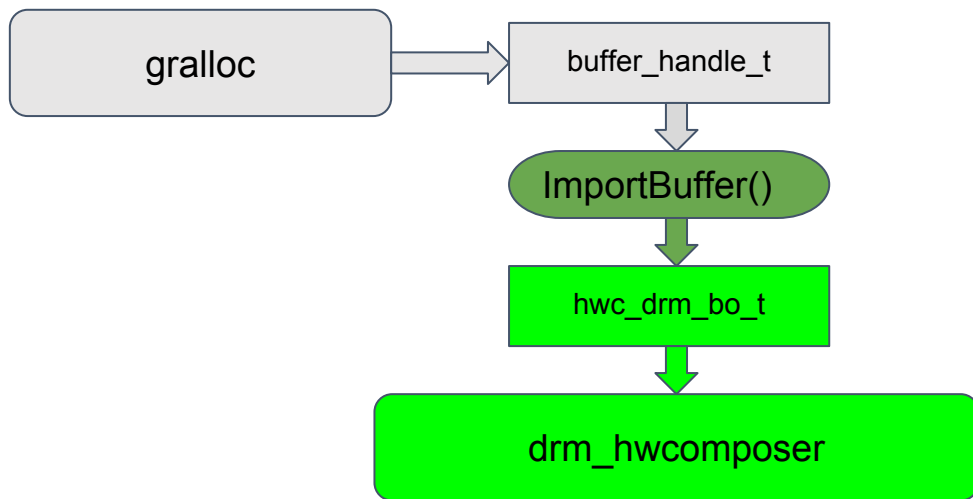 gralloc
buffer_handle_t
ImportBuffer()
hwc_drm_bo_t
drm_hwcomposer